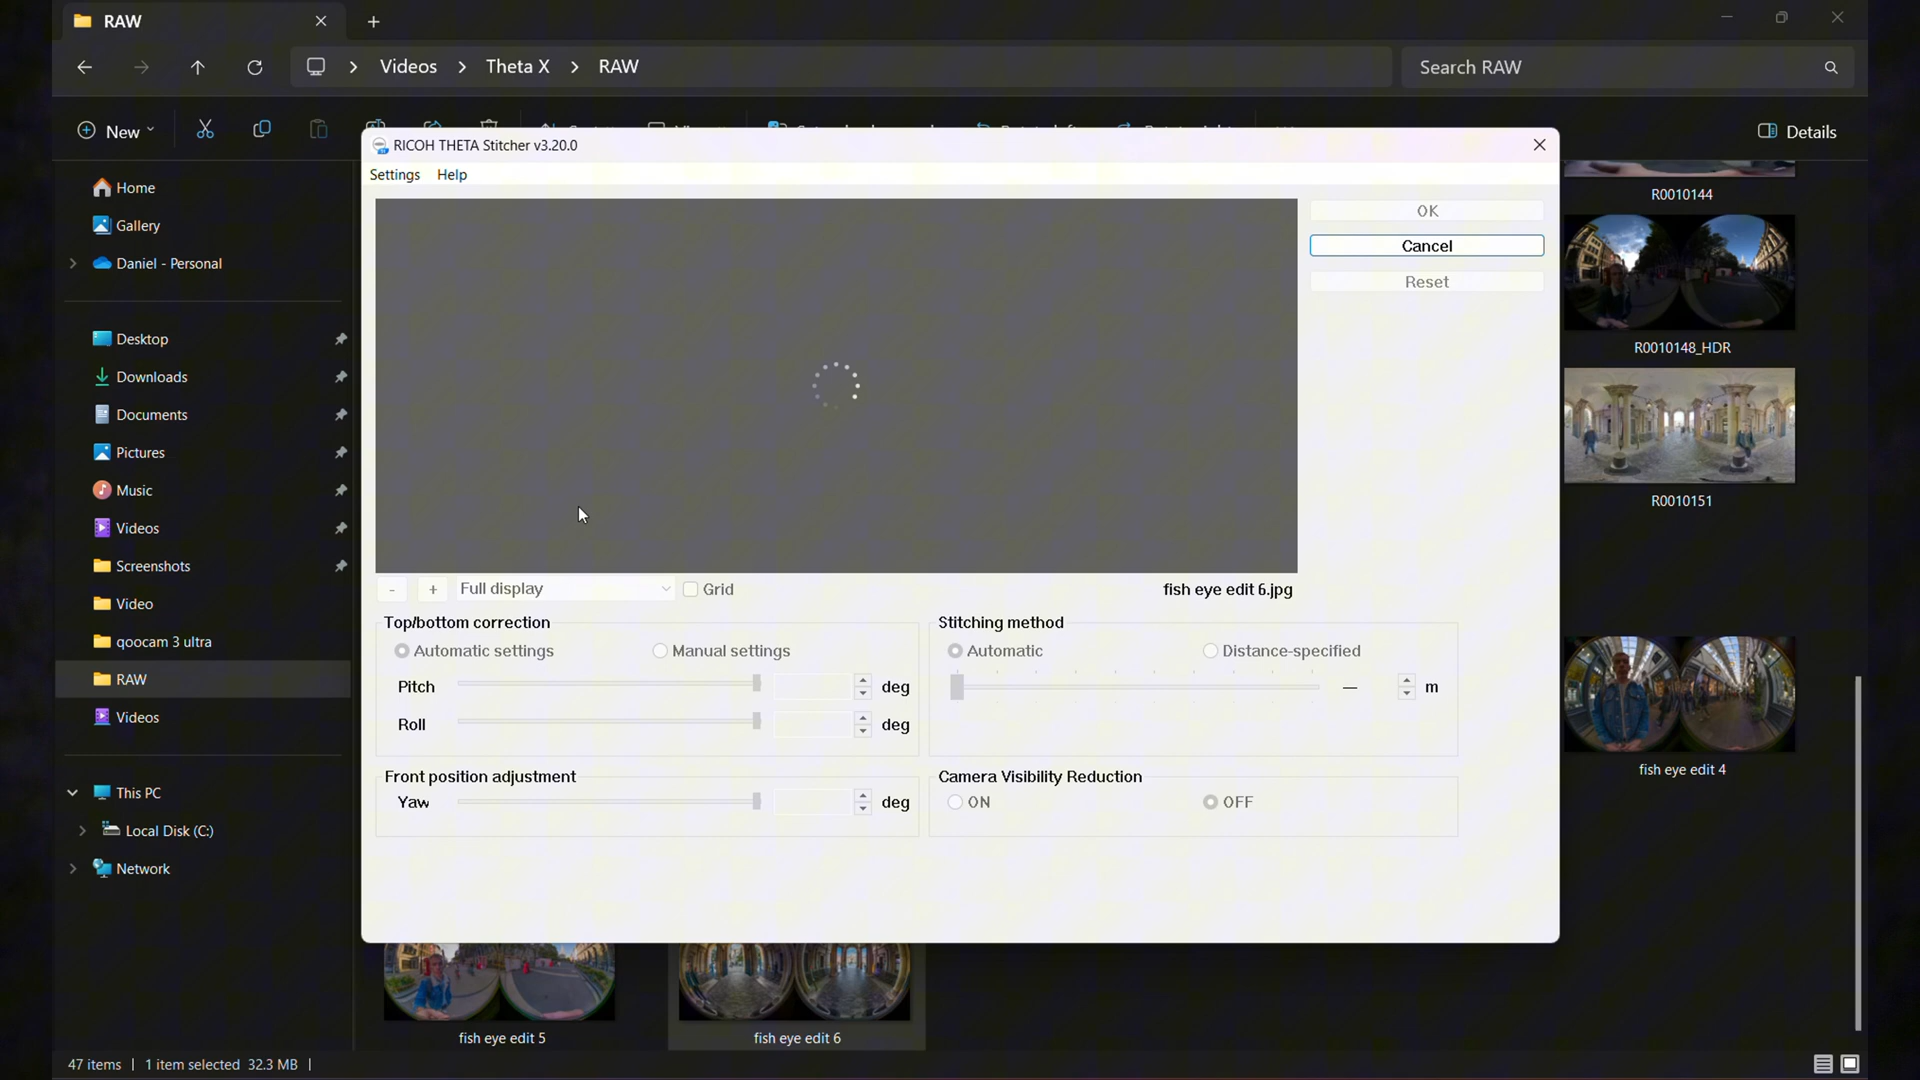 RAW
Videos
Theta X
RAW
Search RAW
New
Details
RICOH THETA Stitcher v3.20.0
Settings
Help
Home
Gallery
Daniel - Personal
Desktop
Downloads
Documents
Pictures
Music
Videos
Screenshots
Video
qoocam 3 ultra
RAW
Videos
This PC
Local Disk (C:)
Network
OK
Cancel
Reset
-
+
Full display
Grid
fish eye edit 6.jpg
Top/bottom correction
Automatic settings
Manual settings
Pitch
deg
Roll
deg
Stitching method
Automatic
Distance-specified
—
m
Front position adjustment
Yaw
deg
Camera Visibility Reduction
ON
OFF
R0010144
R0010148_HDR
R0010151
fish eye edit 4
fish eye edit 5
fish eye edit 6
47 items
1 item selected 32.3 MB